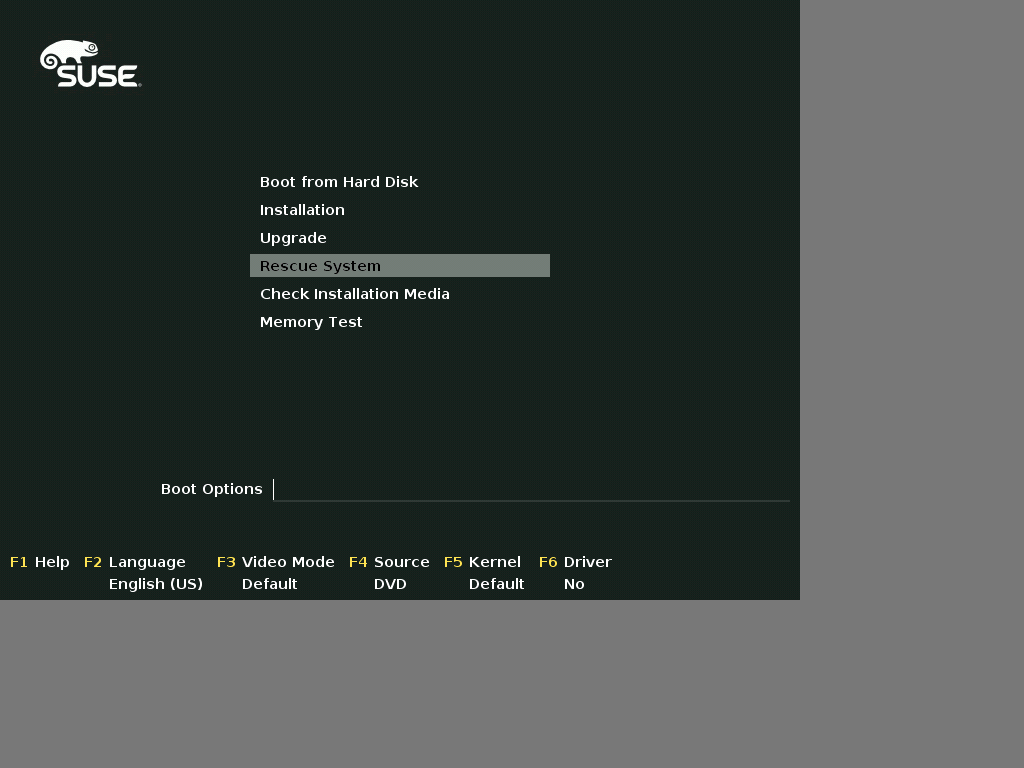 SUSE
Boot from Hard Disk
Installation
Upgrade
Rescue System
Check Installation Media
Memory Test
Boot Options
F1 Help F2 Language F3 Video Mode F4 Source F5 Kernel F6 Driver
English (US) Default DVD Default No